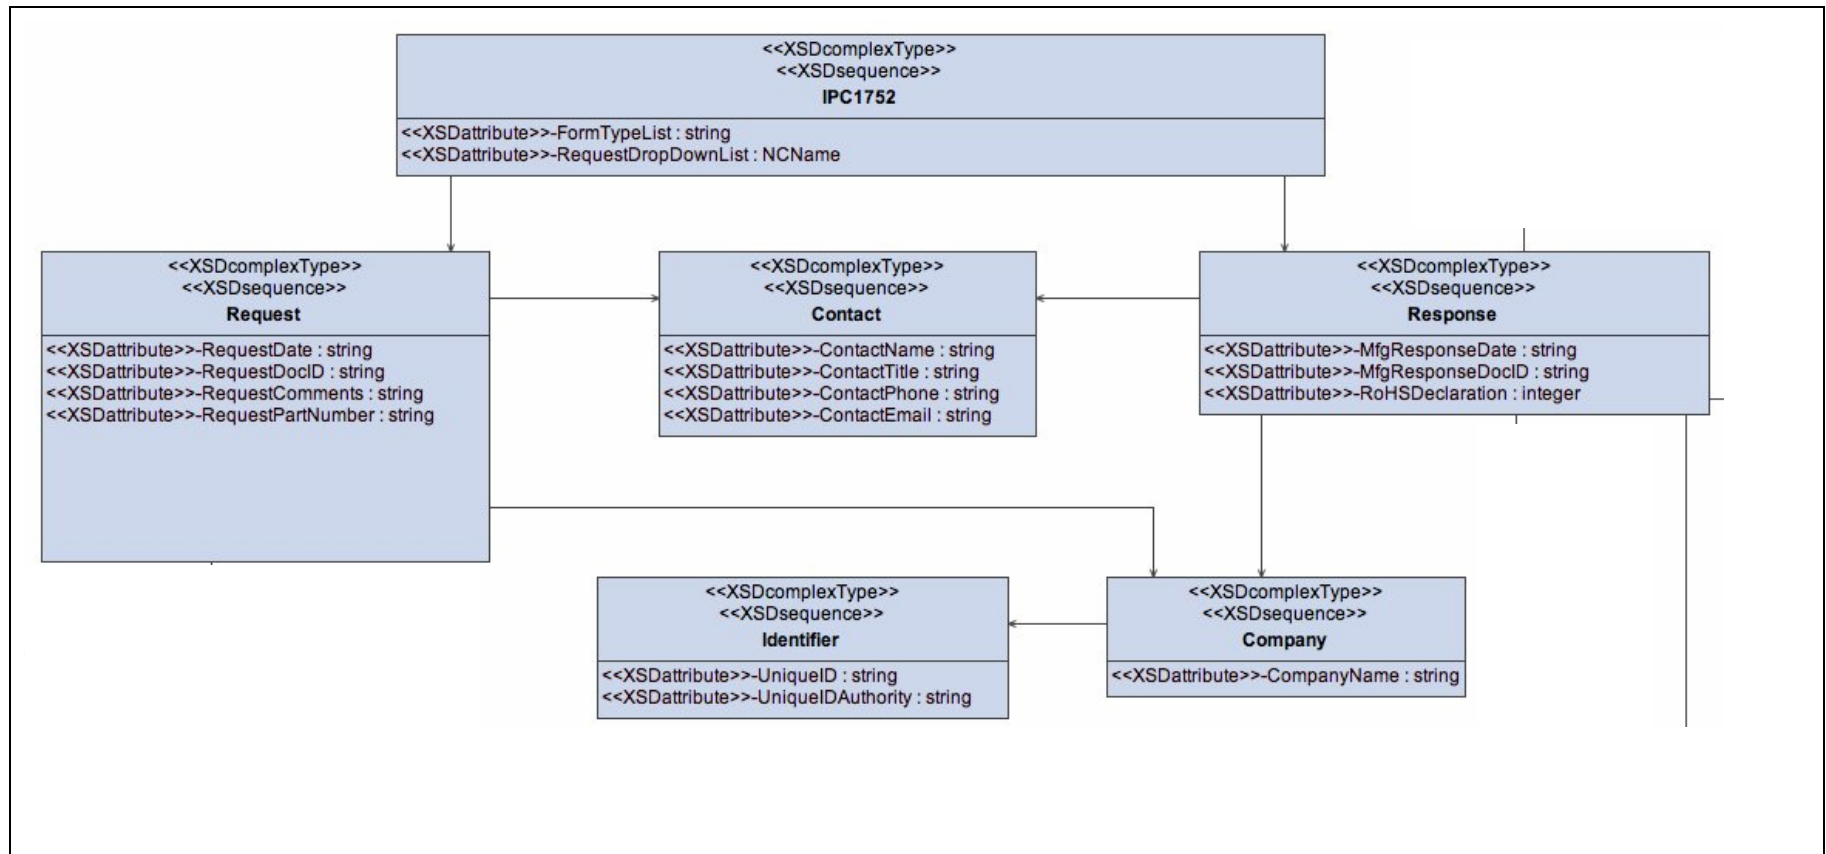 <<XSDcomplexType>>
<<XSDsequence>>
IPC1752
<<XSDattribute>>-FormTypeList : string
<<XSDattribute>>-RequestDropDownList : NCName
<<XSDcomplexType>>
<<XSDsequence>>
Request
<<XSDattribute>>-RequestDate : string
<<XSDattribute>>-RequestDocID : string
<<XSDattribute>>-RequestComments : string
<<XSDattribute>>-RequestPartNumber : string
<<XSDcomplexType>>
<<XSDsequence>>
Contact
<<XSDattribute>>-ContactName : string
<<XSDattribute>>-ContactTitle : string
<<XSDattribute>>-ContactPhone : string
<<XSDattribute>>-ContactEmail : string
<<XSDcomplexType>>
<<XSDsequence>>
Response
<<XSDattribute>>-MfgResponseDate : string
<<XSDattribute>>-MfgResponseDocID : string
<<XSDattribute>>-RoHSDeclaration : integer
<<XSDcomplexType>>
<<XSDsequence>>
Identifier
<<XSDattribute>>-UniqueID : string
<<XSDattribute>>-UniqueIDAuthority : string
<<XSDcomplexType>>
<<XSDsequence>>
Company
<<XSDattribute>>-CompanyName : string